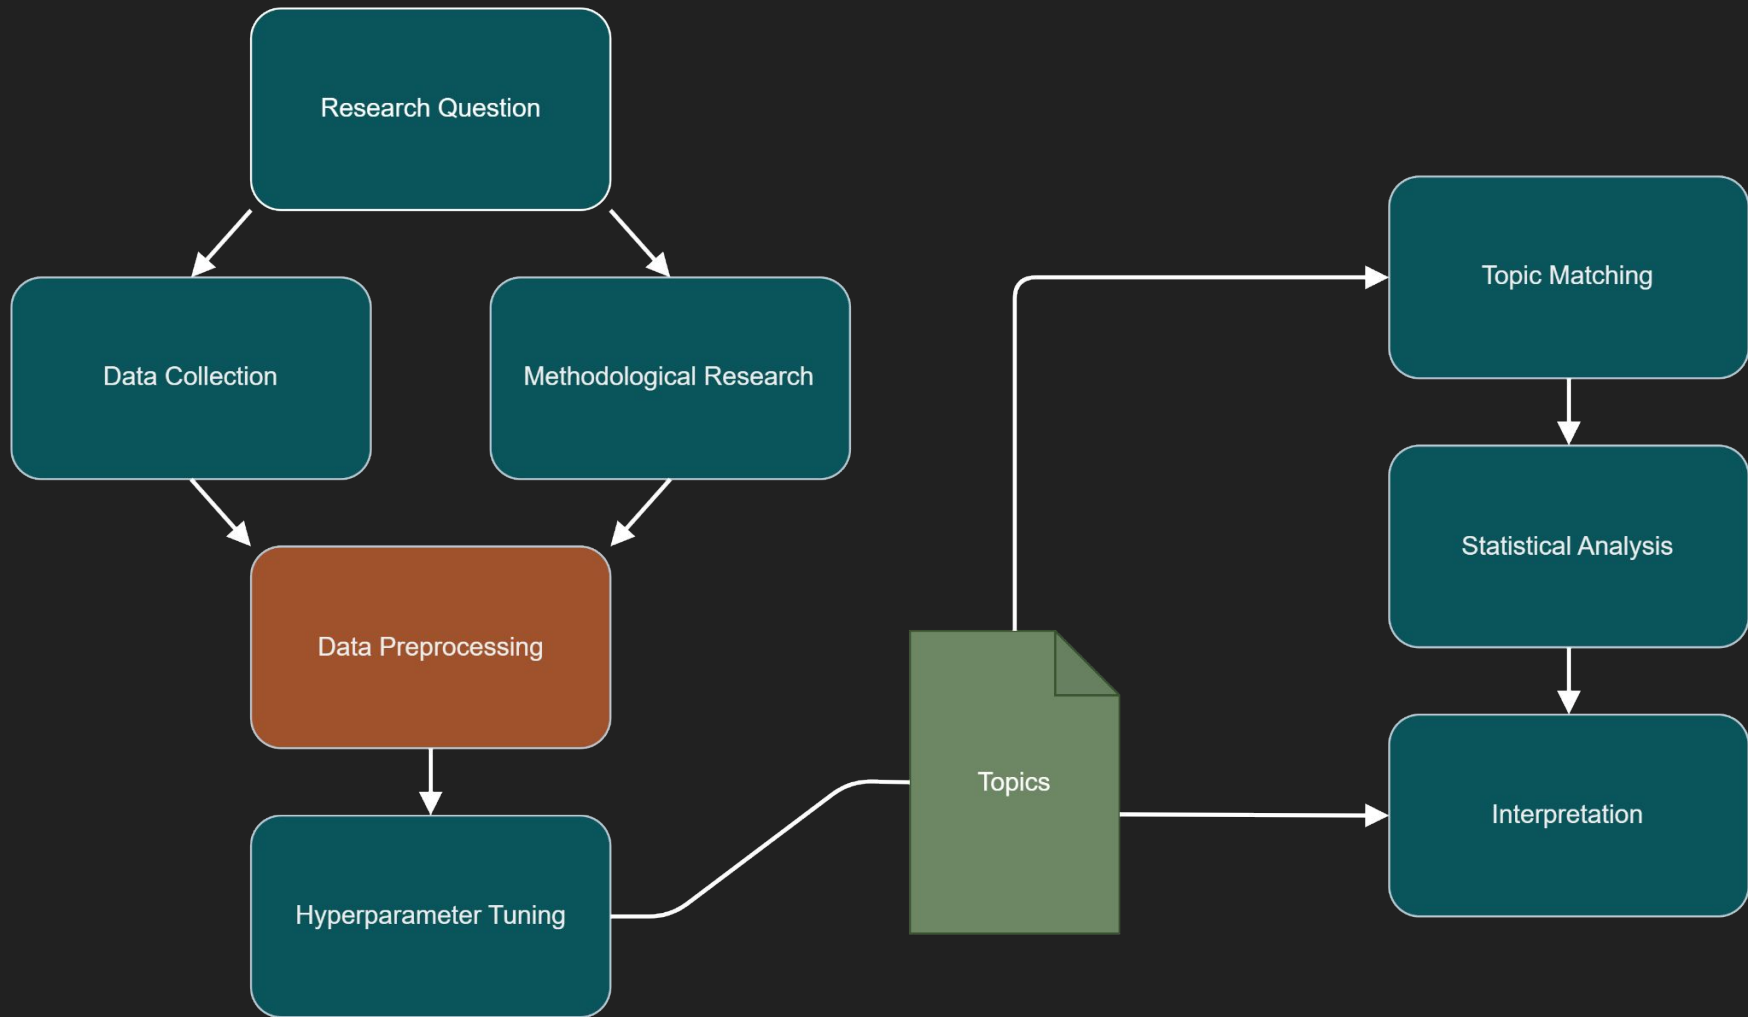 Research Question
Data Collection
Methodological Research
Data Preprocessing
Hyperparameter Tuning
Topics
Topic Matching
Statistical Analysis
Interpretation